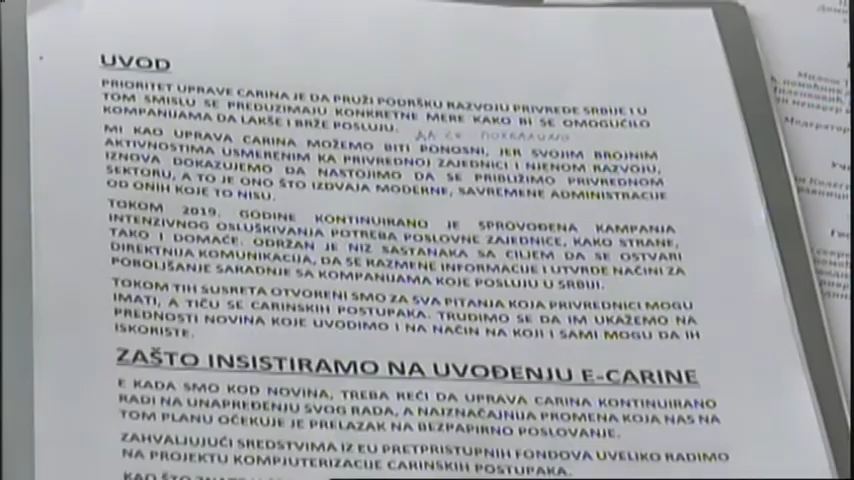 UVOD
PRIORITET UPRAVE CARINA JE DA PRUŽI PODRŠKU RAZVOJU PRIVREDE SRBIJE I U
TOM SMISLU SE PREDUZIMAJU KONKRETNE MERE KAKO BI SE OMOGUĆILO
KOMPANIJAMA DA LAKŠE I BRŽE POSLUJU.
MI KAO UPRAVA CARINA MOŽEMO BITI PONOSNI, JER SVOJIM BROJNIM
AKTIVNOSTIMA USMERENIM KA PRIVREDNOJ ZAJEDNICI I NJENOM RAZVOJU,
IZNOVA DOKAZUJEMO DA NASTOJIMO DA SE PRIBLIŽIMO PRIVREDNOM
SEKTORU, A TO JE ONO ŠTO IZDVAJA MODERNE, SAVREMENE ADMINISTRACIJE
OD ONIH KOJE TO NISU.
TOKOM 2019. GODINE KONTINUIRANO JE SPROVOĐENA KAMPANJA
INTENZIVNOG OSLUŠKIVANJA POTREBA POSLOVNE ZAJEDNICE, KAKO STRANE,
TAKO I DOMAĆE. ODRŽAN JE NIZ SASTANAKA SA CILJEM DA SE OSTVARI
DIREKTNIJA KOMUNIKACIJA, DA SE RAZMENE INFORMACIJE I UTVRDE NAČINI ZA
POBOLJŠANJE SARADNJE SA KOMPANIJAMA KOJE POSLUJU U SRBIJI.
TOKOM TIH SUSRETA OTVORENI SMO ZA SVA PITANJA KOJA PRIVREDNICI MOGU
IMATI, A TIČU SE CARINSKIH POSTUPAKA. TRUDIMO SE DA IM UKAŽEMO NA
PREDNOSTI NOVINA KOJE UVODIMO I NA NAČIN NA KOJI I SAMI MOGU DA IH
ISKORISTE.
ZAŠTO INSISTIRAMO NA UVOĐENJU E-CARINE
E KADA SMO KOD NOVINA, TREBA REĆI DA UPRAVA CARINA KONTINUIRANO
RADI NA UNAPREĐENJU SVOG RADA, A NAJZNAČAJNIJA PROMENA KOJA NAS NA
TOM PLANU OČEKUJE JE PRELAZAK NA BEZPAPIRNO POSLOVANJE.
ZAHVALJUJUĆI SREDSTVIMA IZ EU PRETPRISTUPNIH FONDOVA UVELIKO RADIMO
NA PROJEKTU KOMPJUTERIZACIJE CARINSKIH POSTUPAKA.